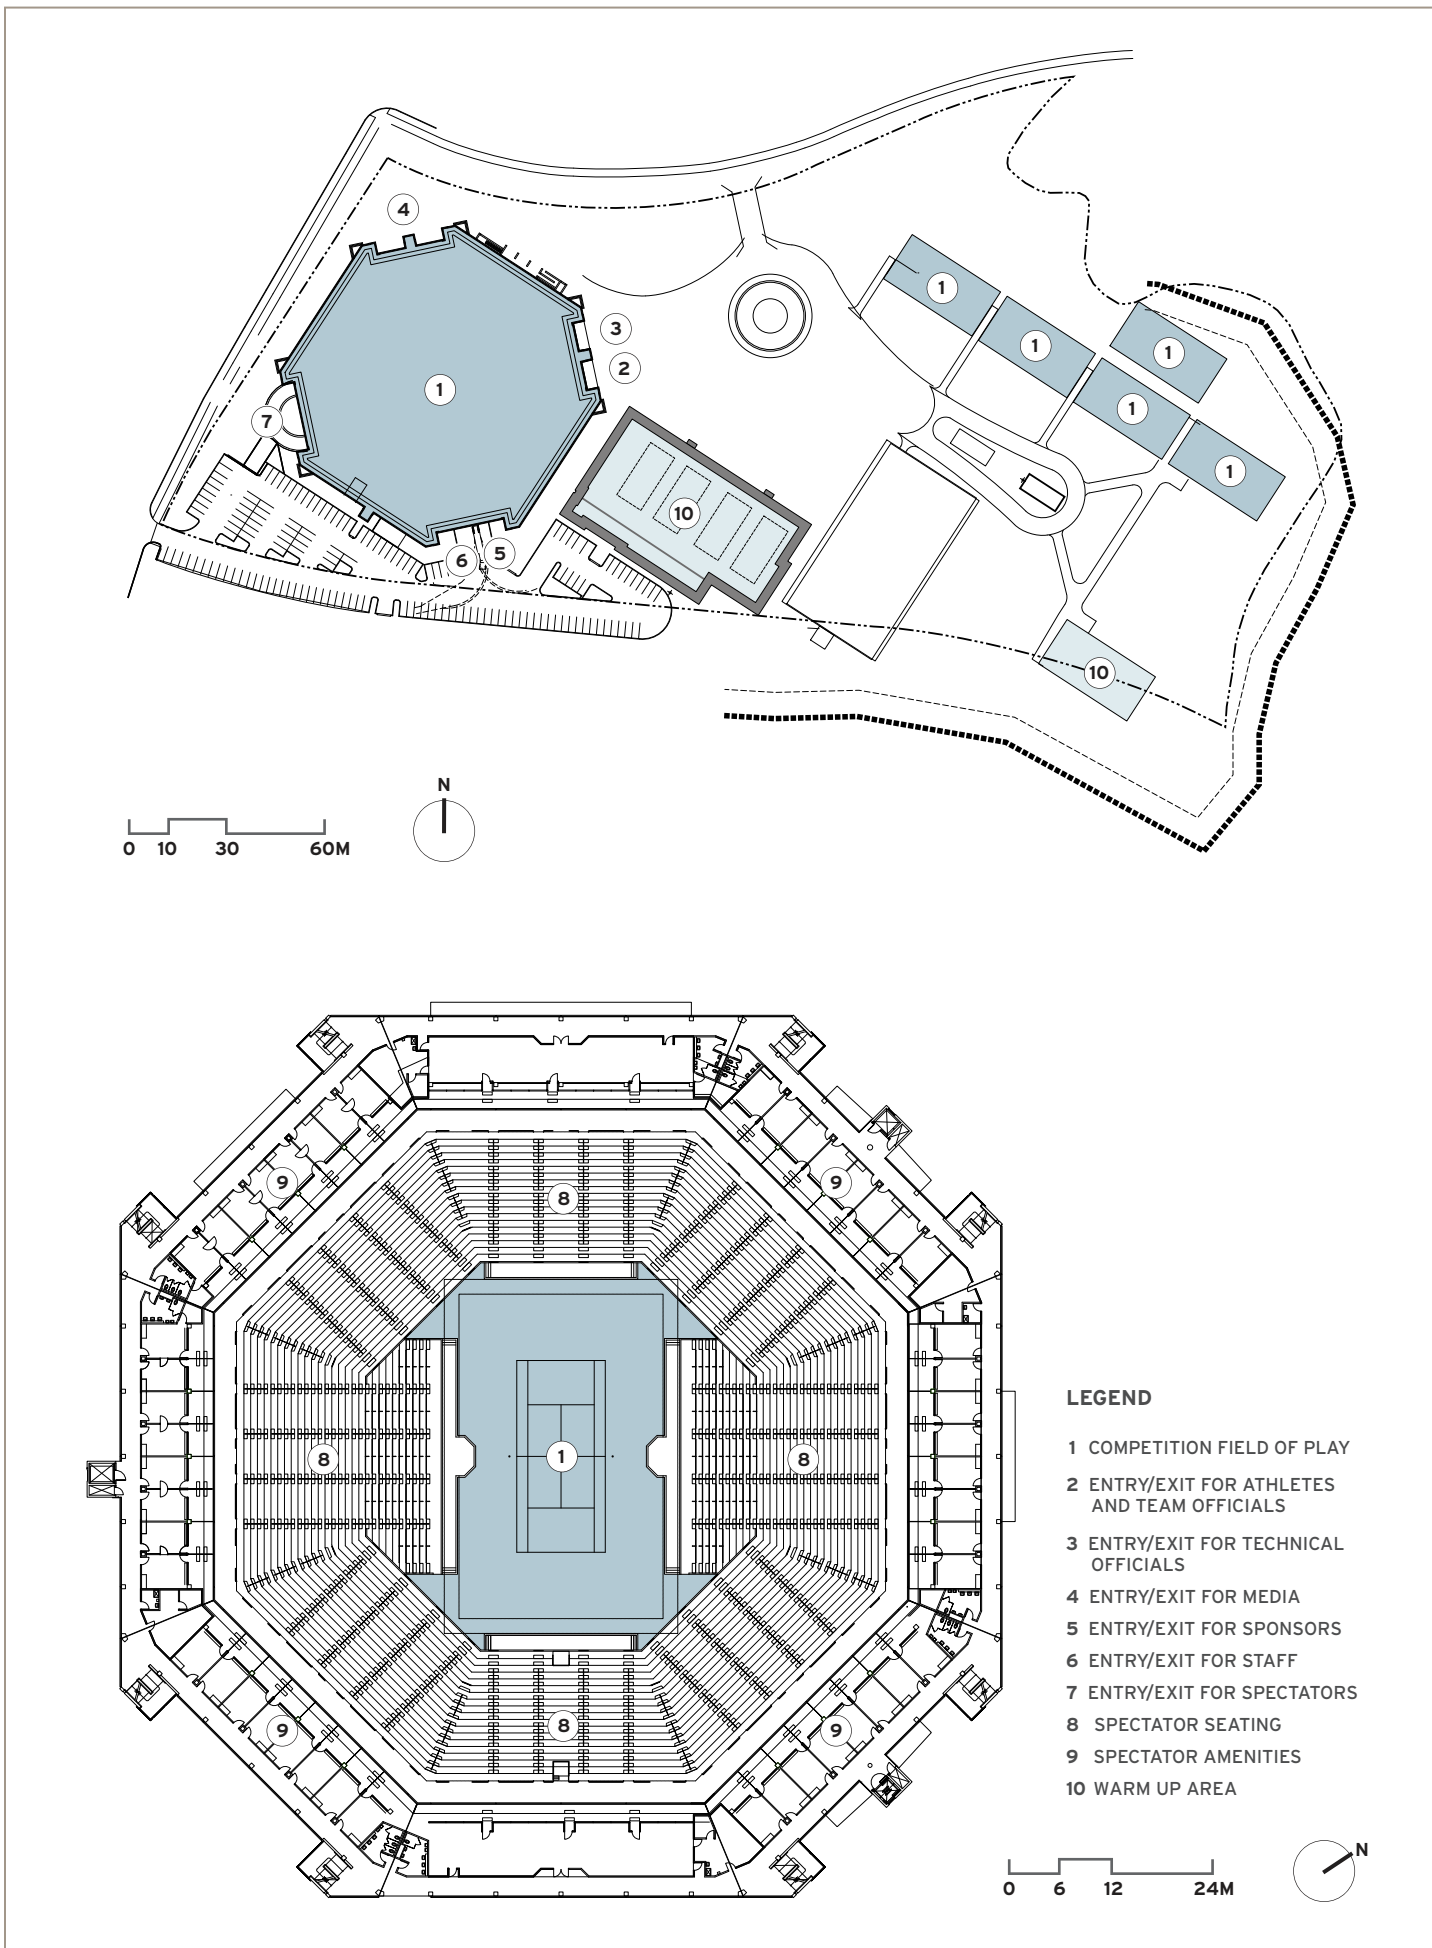 4
3
2
1
7
6
5
10
1
1
1
1
1
10
N
0 10 30 60M
9
9
8
8
1
8
8
9
9
LEGEND
1 COMPETITION FIELD OF PLAY
2 ENTRY/EXIT FOR ATHLETES
AND TEAM OFFICIALS
3 ENTRY/EXIT FOR TECHNICAL
OFFICIALS
4 ENTRY/EXIT FOR MEDIA
5 ENTRY/EXIT FOR SPONSORS
6 ENTRY/EXIT FOR STAFF
7 ENTRY/EXIT FOR SPECTATORS
8 SPECTATOR SEATING
9 SPECTATOR AMENITIES
10 WARM UP AREA
N
0 6 12 24M